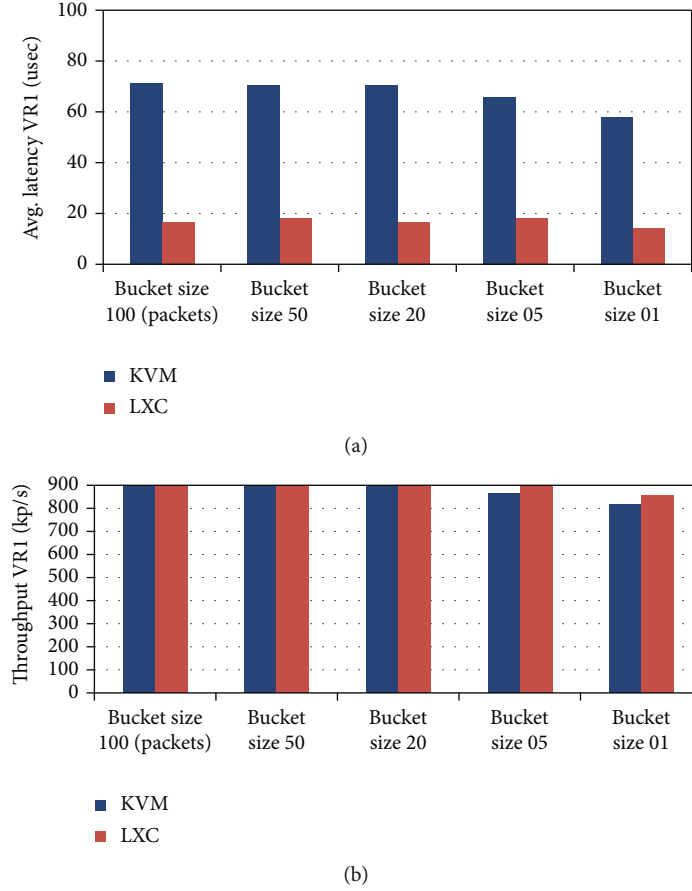 100
80
60
40
20
0
Avg. latency VR1 (usec)
Bucket size
100 (packets)
Bucket
size 50
Bucket
size 20
Bucket
size 05
Bucket
size 01
KVM
LXC
(a)
900
800
700
600
500
400
300
200
100
0
Throughput VR1 (kp/s)
Bucket size
100 (packets)
Bucket
size 50
Bucket
size 20
Bucket
size 05
Bucket
size 01
KVM
LXC
(b)